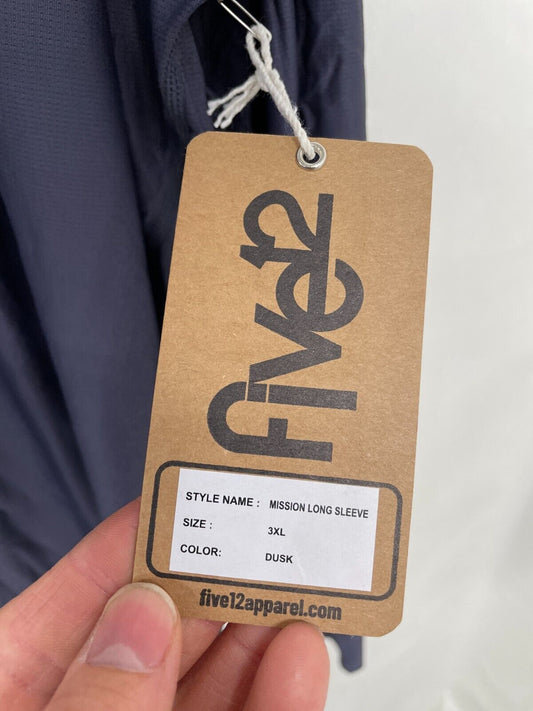 five12
STYLE NAME : MISSION LONG SLEEVE
SIZE : 3XL
COLOR: DUSK
five12apparel.com